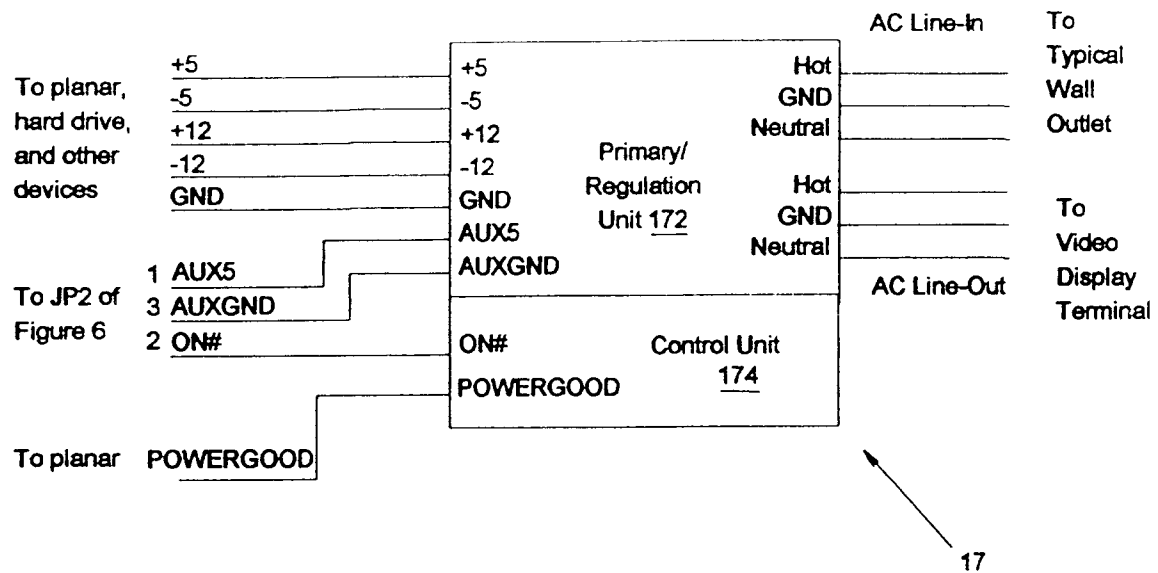 AC Line-In
To
Typical
Wall
Outlet
To planar,
hard drive,
and other
devices
+5
-5
+12
-12
GND
+5
-5
+12
-12
GND
AUX5
AUXGND
Primary/
Regulation
Unit 172
Hot
GND
Neutral
Hot
GND
Neutral
To
Video
Display
Terminal
AC Line-Out
To JP2 of
Figure 6
1 AUX5
3 AUXGND
2 ON#
ON#
POWERGOOD
Control Unit
174
To planar POWERGOOD
17